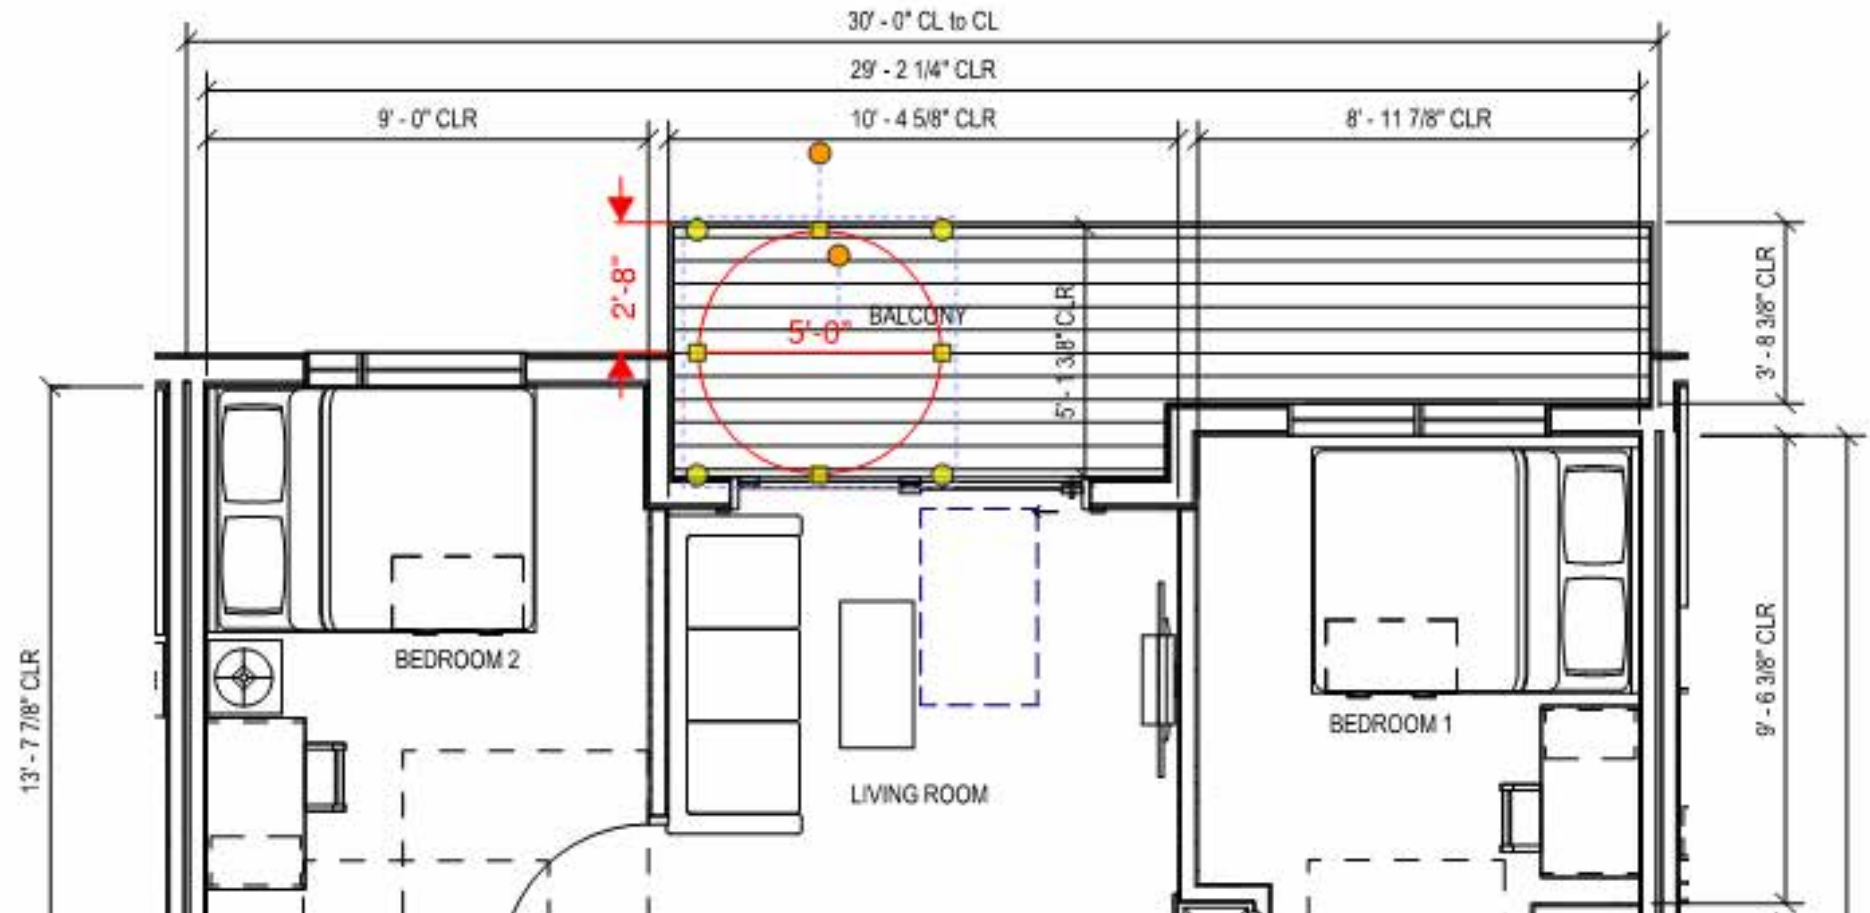 30' - 0" CL to CL
29' - 2 1/4" CLR
9' - 0" CLR
10' - 4 5/8" CLR
8' - 11 7/8" CLR
2'-8"
5'-0"
BALCONY
5' - 1 3/8" CLR
3' - 8 3/8" CLR
BEDROOM 2
13' - 7 7/8" CLR
BEDROOM 1
9' - 6 3/8" CLR
LIVING ROOM